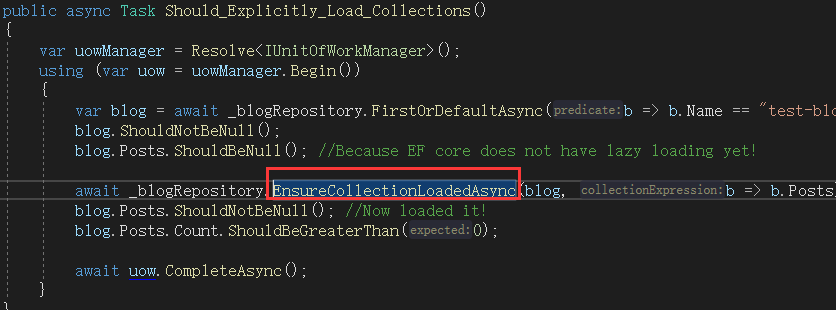 public async Task Should_Explicitly_Load_Collections()
{
var uowManager = Resolve<IUnitOfWorkManager>();
using (var uow = uowManager.Begin())
{
var blog = await _blogRepository.FirstOrDefaultAsync(predicate:b => b.Name == "test-blo
blog.ShouldNotBeNull();
blog.Posts.ShouldBeNull(); //Because EF core does not have lazy loading yet!
await _blogRepository.EnsureCollectionLoadedAsync(blog, collectionExpression:b => b.Posts
blog.Posts.ShouldNotBeNull(); //Now loaded it!
blog.Posts.Count.ShouldBeGreaterThan(expected:0);
await uow.CompleteAsync();
}
}